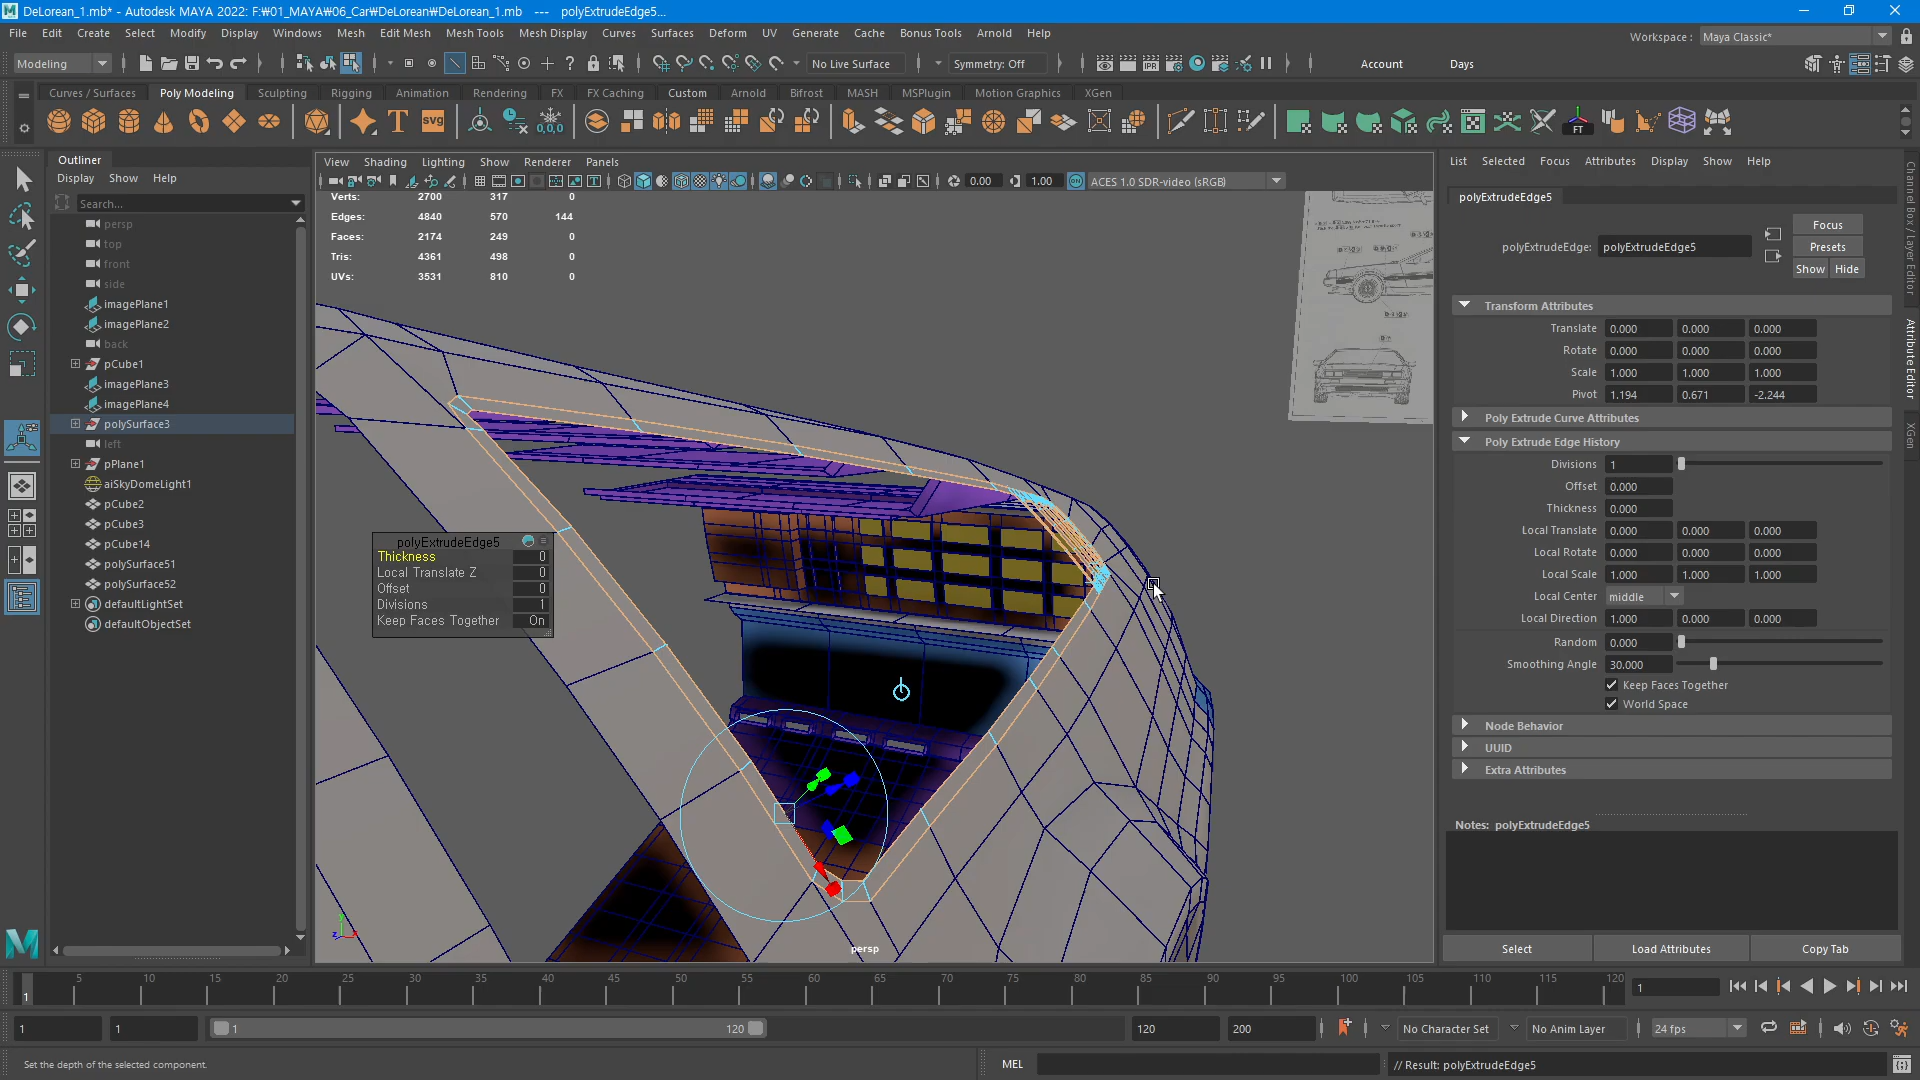 DeLorean_1.mb* - Autodesk MAYA 2022: F:₩01_MAYA₩06_Car₩DeLorean₩DeLorean_1.mb --- polyExtrudeEdge5...
File Edit Create Select Modify Display Windows Mesh Edit Mesh Mesh Tools Mesh Display Curves Surfaces Deform UV Generate Cache Bonus Tools Arnold Help
Workspace : Maya Classic*
Modeling
No Live Surface
Symmetry: Off
IPR
Account
Days
Curves / Surfaces Poly Modeling Sculpting Rigging Animation Rendering FX FX Caching Custom Arnold Bifrost MASH MSPlugin Motion Graphics XGen
T
svg
0,0,0
FT
Outliner
Display Show Help
Search...
persp
top
front
side
imagePlane1
imagePlane2
back
pCube1
imagePlane3
imagePlane4
polySurface3
left
pPlane1
aiSkyDomeLight1
pCube2
pCube3
pCube14
polySurface51
polySurface52
defaultLightSet
defaultObjectSet
View Shading Lighting Show Renderer Panels
0.00
1.00
ON
ACES 1.0 SDR-video (sRGB)
Verts: 2700 317 0
Edges: 4840 570 144
Faces: 2174 249 0
Tris: 4361 498 0
UVs: 3531 810 0
polyExtrudeEdge5
Thickness 0
Local Translate Z 0
Offset 0
Divisions 1
Keep Faces Together On
persp
List Selected Focus Attributes Display Show Help
polyExtrudeEdge5
polyExtrudeEdge: polyExtrudeEdge5
Focus
Presets
Show Hide
Transform Attributes
Translate 0.000 0.000 0.000
Rotate 0.000 0.000 0.000
Scale 1.000 1.000 1.000
Pivot 1.194 0.671 -2.244
Poly Extrude Curve Attributes
Poly Extrude Edge History
Divisions 1
Offset 0.000
Thickness 0.000
Local Translate 0.000 0.000 0.000
Local Rotate 0.000 0.000 0.000
Local Scale 1.000 1.000 1.000
Local Center middle
Local Direction 1.000 0.000 0.000
Random 0.000
Smoothing Angle 30.000
Keep Faces Together
World Space
Node Behavior
UUID
Extra Attributes
Notes: polyExtrudeEdge5
Select
Load Attributes
Copy Tab
Channel Box / Layer Editor
Attribute Editor
XGen
5 10 15 20 25 30 35 40 45 50 55 60 65 70 75 80 85 90 95 100 105 110 115 120
1
1
1
1
1
120
120
200
No Character Set
No Anim Layer
24 fps
Set the depth of the selected component.
MEL
// Result: polyExtrudeEdge5